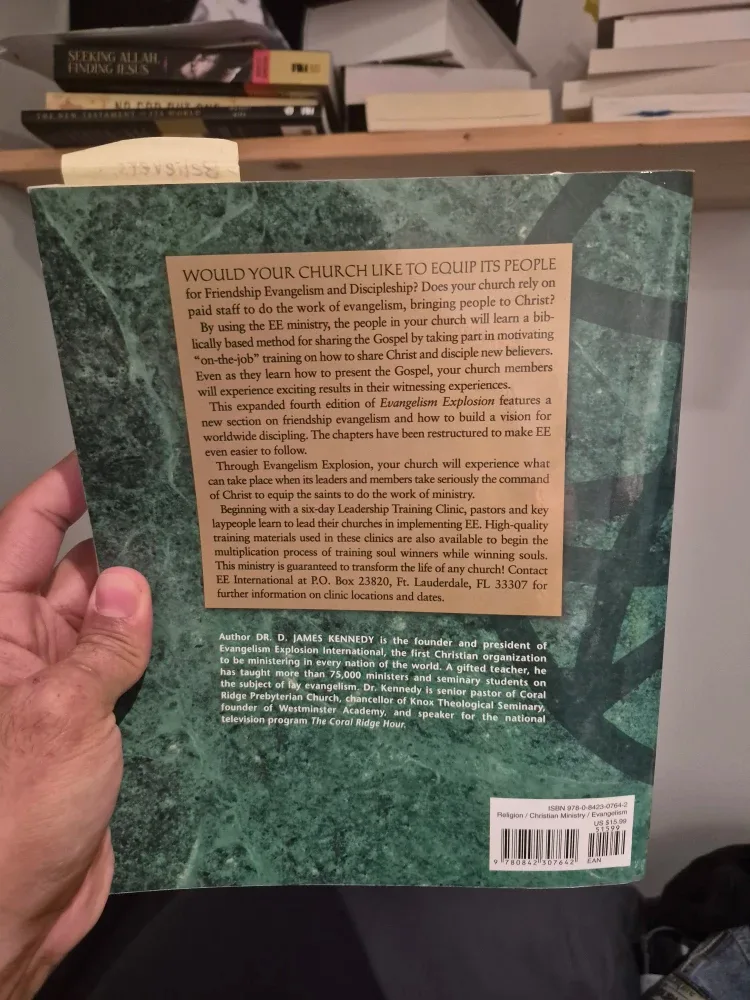 SEEKING ALLAH,
FINDING JESUS
NO GOD BUT ONE
THE NEW TESTAMENT IN ITS WORLD
WOULD YOUR CHURCH LIKE TO EQUIP ITS PEOPLE
for Friendship Evangelism and Discipleship? Does your church rely on
paid staff to do the work of evangelism, bringing people to Christ?
By using the EE ministry, the people in your church will learn a bib-
lically based method for sharing the Gospel by taking part in motivating
"on-the-job" training on how to share Christ and disciple new believers.
Even as they learn how to present the Gospel, your church members
will experience exciting results in their witnessing experiences.
This expanded fourth edition of Evangelism Explosion features a
new section on friendship evangelism and how to build a vision for
worldwide discipling. The chapters have been restructured to make EE
even easier to follow.
Through Evangelism Explosion, your church will experience what
can take place when its leaders and members take seriously the command
of Christ to equip the saints to do the work of ministry.
Beginning with a six-day Leadership Training Clinic, pastors and key
laypeople learn to lead their churches in implementing EE. High-quality
training materials used in these clinics are also available to begin the
multiplication process of training soul winners while winning souls.
This ministry is guaranteed to transform the life of any church! Contact
EE International at P.O. Box 23820, Ft. Lauderdale, FL 33307 for
further information on clinic locations and dates.
Author DR. D. JAMES KENNEDY is the founder and president of
Evangelism Explosion International, the first Christian organization
to be ministering in every nation of the world. A gifted teacher, he
has taught more than 75,000 ministers and seminary students on
the subject of lay evangelism. Dr. Kennedy is senior pastor of Coral
Ridge Prebyterian Church, chancellor of Knox Theological Seminary,
founder of Westminster Academy, and speaker for the national
television program The Coral Ridge Hour.
ISBN 978-0-8423-0764-2
Religion / Christian Ministry / Evangelism
US $15.99
51599
9 780842 307642
EAN